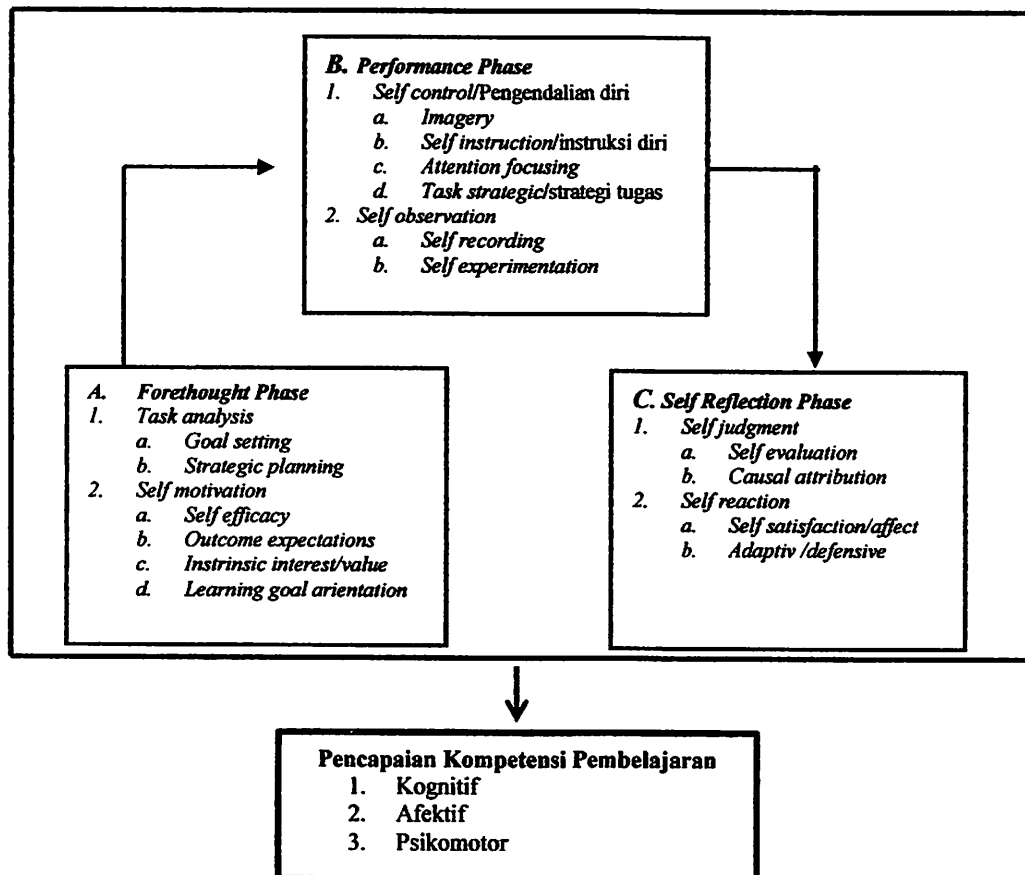 B. Performance Phase
1. Self control/Pengendalian diri
a. Imagery
b. Self instruction/instruksi diri
c. Attention focusing
d. Task strategic/strategi tugas
2. Self observation
a. Self recording
b. Self experimentation
A. Forethought Phase
1. Task analysis
a. Goal setting
b. Strategic planning
2. Self motivation
a. Self efficacy
b. Outcome expectations
c. Instrinsic interest/value
d. Learning goal arientation
C. Self Reflection Phase
1. Self judgment
a. Self evaluation
b. Causal attribution
2. Self reaction
a. Self satisfaction/affect
b. Adaptiv /defensive
Pencapaian Kompetensi Pembelajaran
1. Kognitif
2. Afektif
3. Psikomotor